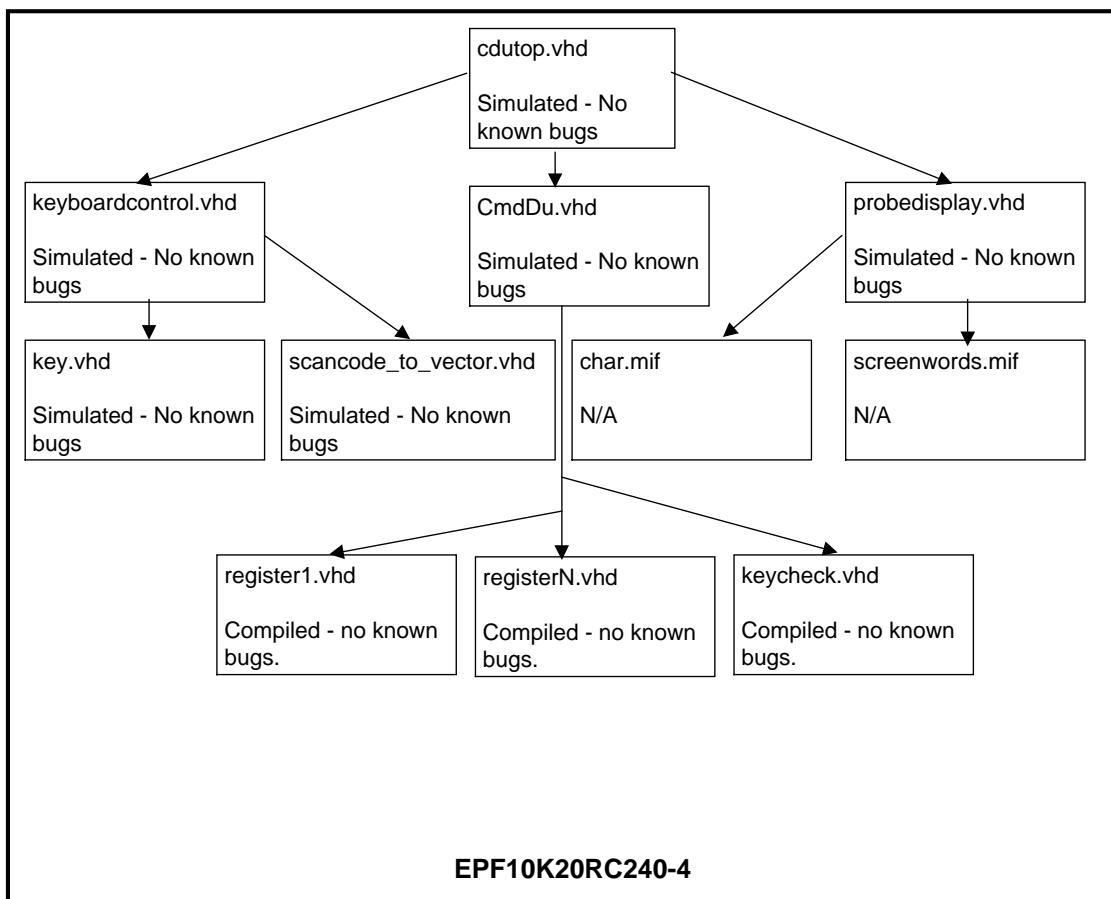 cdutop.vhd
Simulated - No
known bugs
keyboardcontrol.vhd
Simulated - No known
bugs
CmdDu.vhd
Simulated - No known
bugs
probedisplay.vhd
Simulated - No known
bugs
key.vhd
Simulated - No known
bugs
scancode_to_vector.vhd
Simulated - No known
bugs
char.mif
N/A
screenwords.mif
N/A
register1.vhd
Compiled - no known
bugs.
registerN.vhd
Compiled - no known
bugs.
keycheck.vhd
Compiled - no known
bugs.
EPF10K20RC240-4